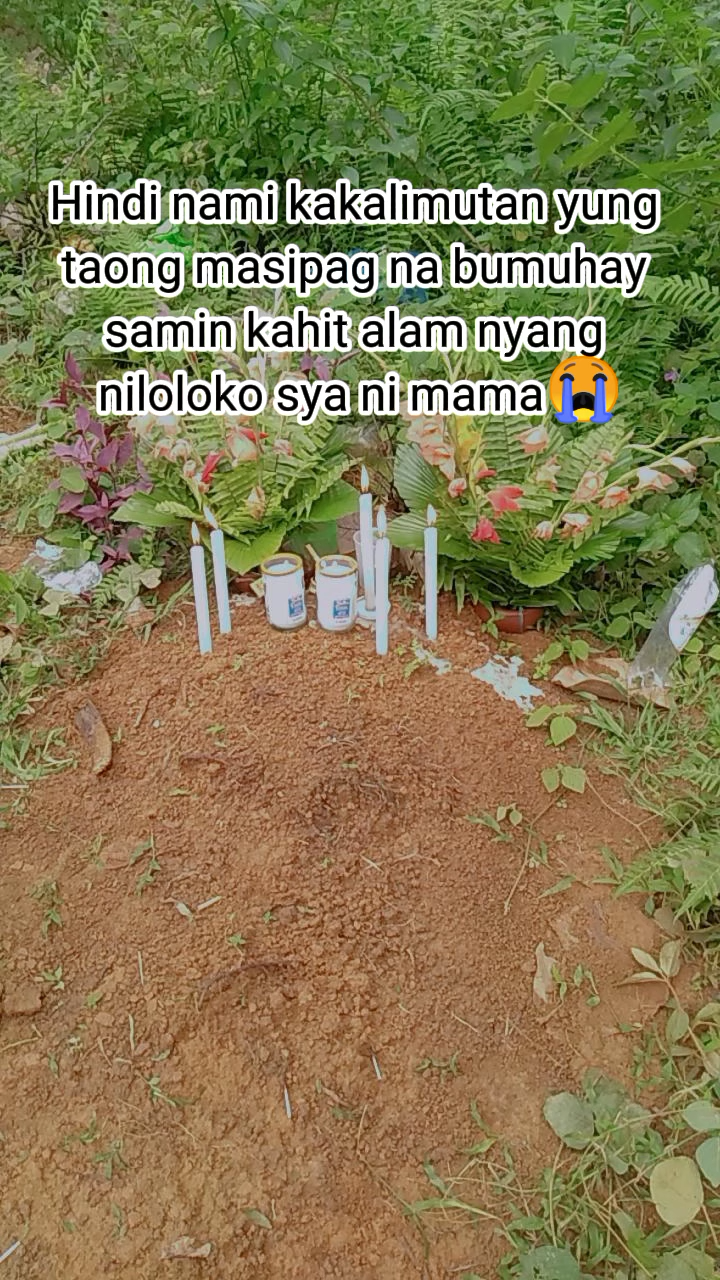 Hindi nami kakalimutan yung
taong masipag na bumuhay
samin kahit alam nyang
niloloko sya ni mama😭